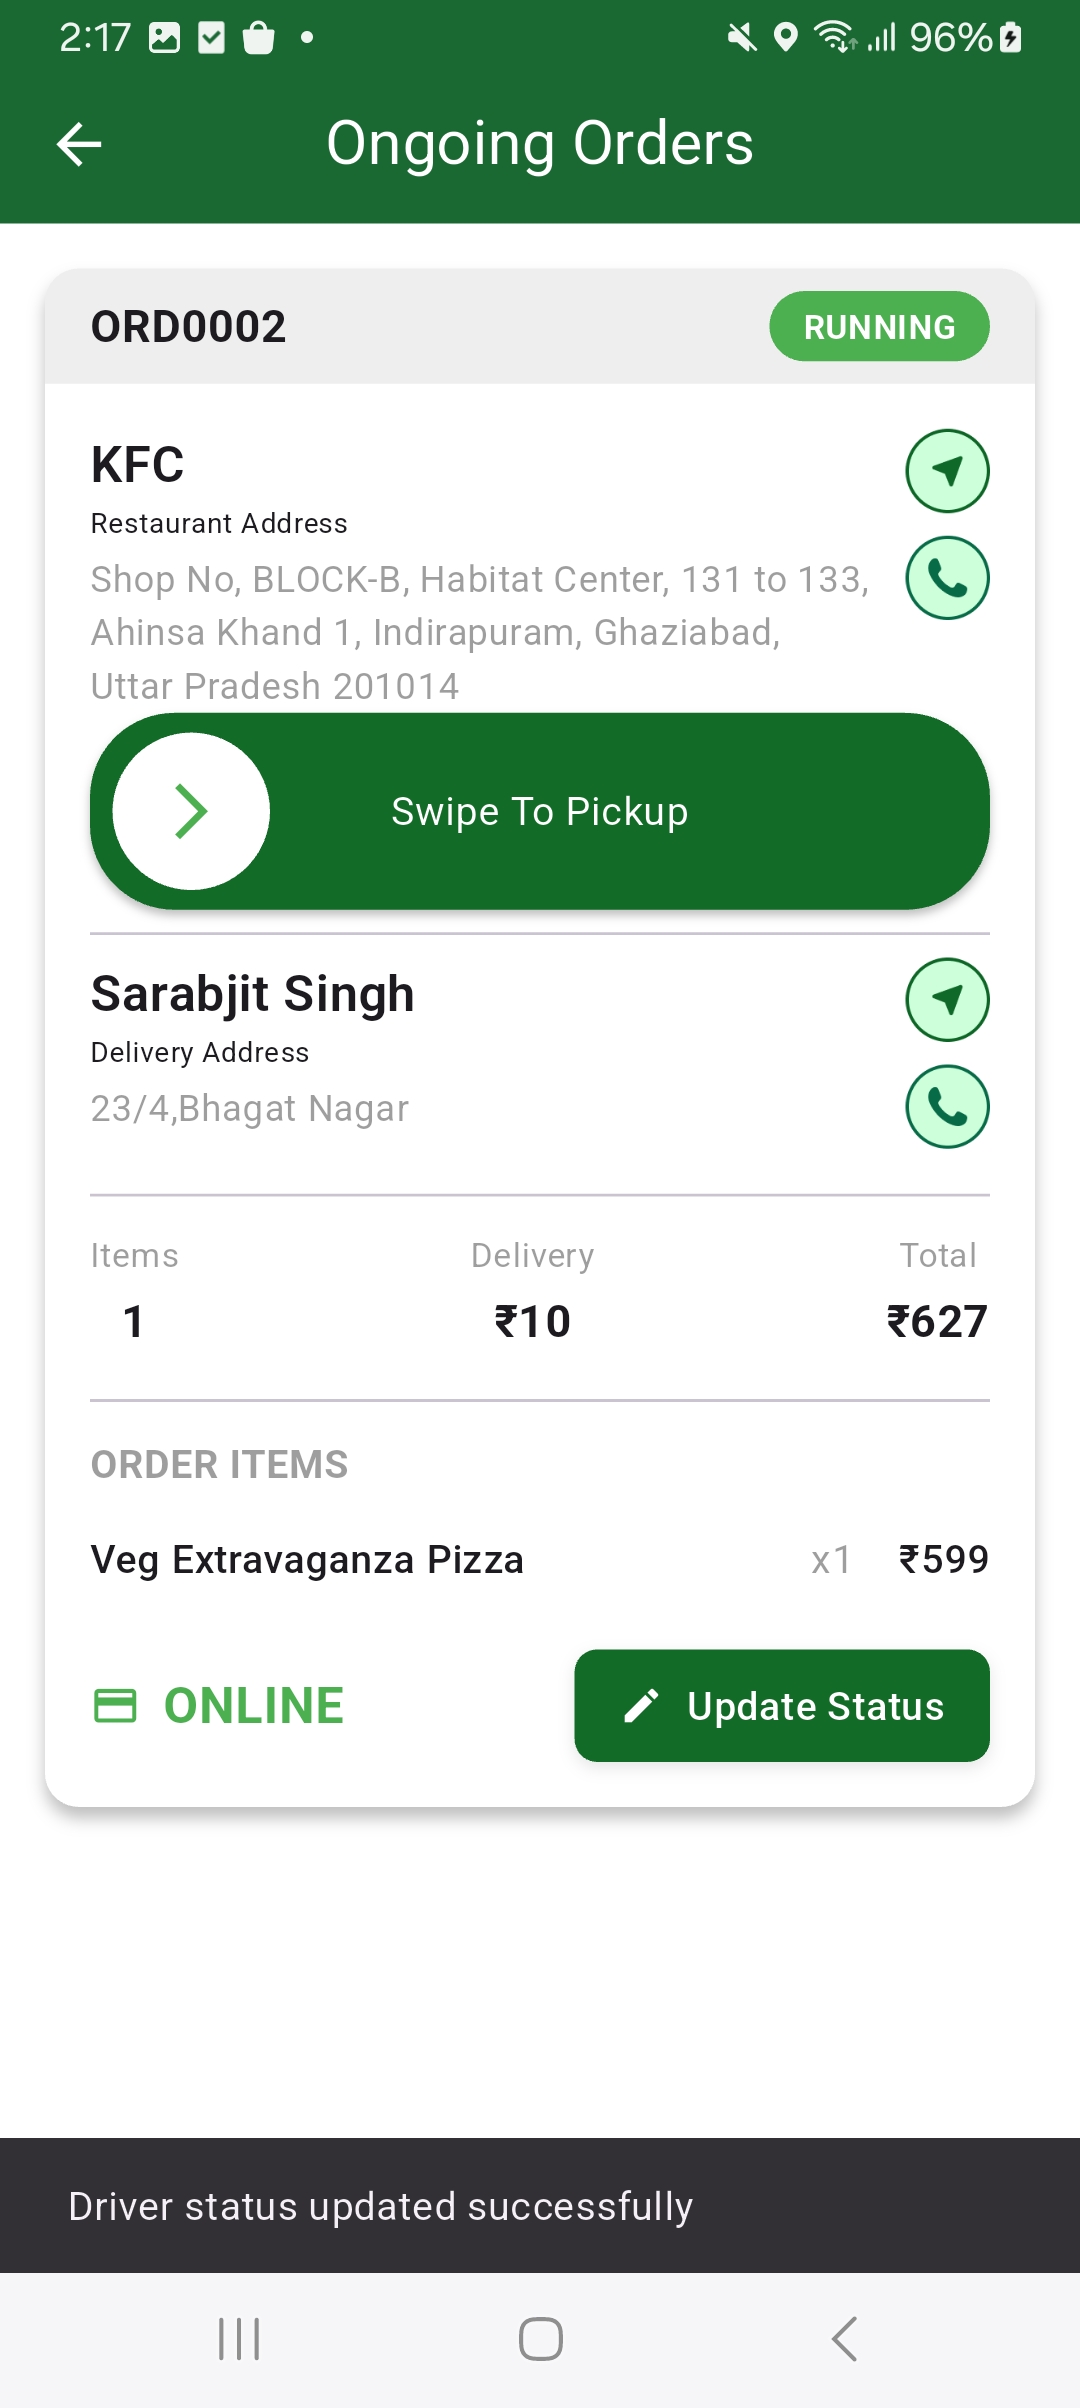 2:17
96%
Ongoing Orders
ORD0002
RUNNING
KFC
Restaurant Address
Shop No, BLOCK-B, Habitat Center, 131 to 133,
Ahinsa Khand 1, Indirapuram, Ghaziabad,
Uttar Pradesh 201014
Swipe To Pickup
Sarabjit Singh
Delivery Address
23/4,Bhagat Nagar
Items Delivery Total
1 ₹10 ₹627
ORDER ITEMS
Veg Extravaganza Pizza x1 ₹599
ONLINE
Update Status
Driver status updated successfully